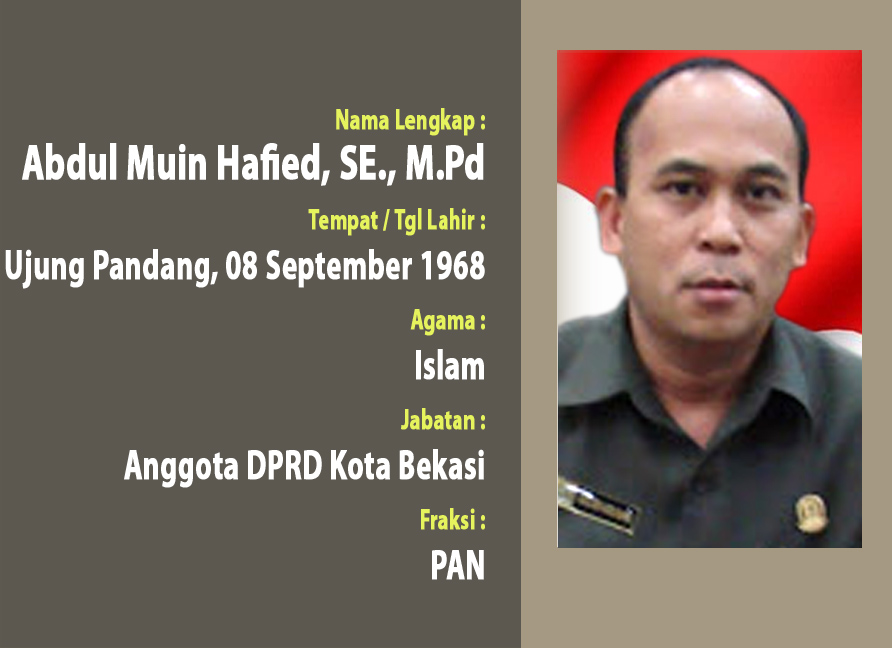 Nama Lengkap :
Abdul Muin Hafied, SE., M.Pd
Tempat / Tgl Lahir :
Ujung Pandang, 08 September 1968
Agama :
Islam
Jabatan :
Anggota DPRD Kota Bekasi
Fraksi :
PAN